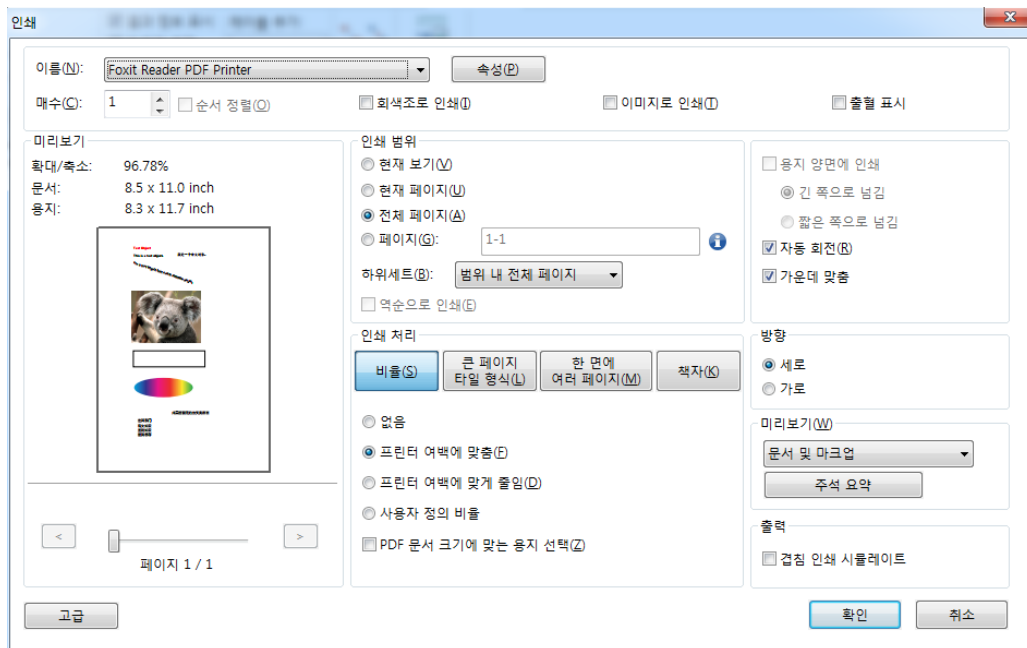 인쇄
이름(N): Foxit Reader PDF Printer 속성(P)
매수(C): 1 순서 정렬(O) 회색조로 인쇄(I) 이미지로 인쇄(T) 출혈 표시
미리보기
확대/축소: 96.78%
문서: 8.5 x 11.0 inch
용지: 8.3 x 11.7 inch
< >
페이지 1 / 1
인쇄 범위
현재 보기(V)
현재 페이지(U)
전체 페이지(A)
페이지(G): 1-1
하위세트(B): 범위 내 전체 페이지
역순으로 인쇄(E)
인쇄 처리
비율(S)
큰 페이지
타일 형식(L)
한 면에
여러 페이지(M)
책자(K)
없음
프린터 여백에 맞춤(F)
프린터 여백에 맞게 줄임(D)
사용자 정의 비율
PDF 문서 크기에 맞는 용지 선택(Z)
용지 양면에 인쇄
긴 쪽으로 넘김
짧은 쪽으로 넘김
자동 회전(R)
가운데 맞춤
방향
세로
가로
미리보기(W)
문서 및 마크업
주석 요약
출력
겹침 인쇄 시뮬레이트
고급 확인 취소